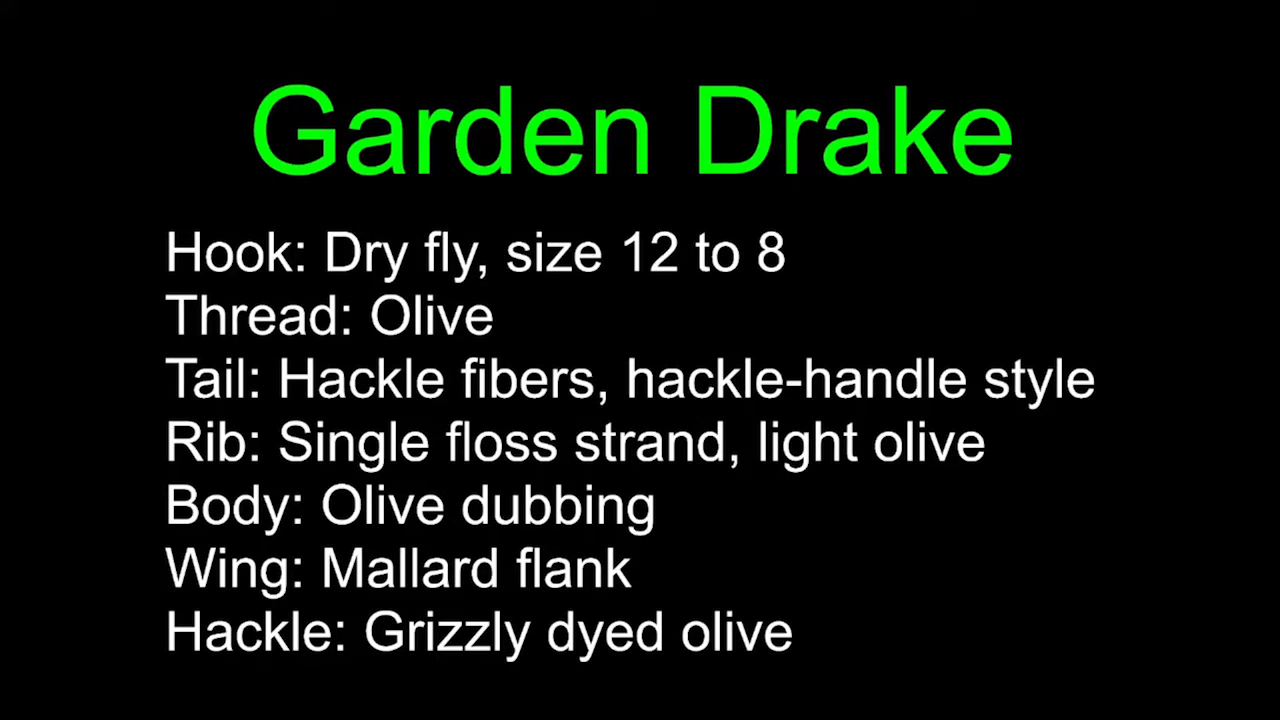 Garden Drake
Hook: Dry fly, size 12 to 8
Thread: Olive
Tail: Hackle fibers, hackle-handle style
Rib: Single floss strand, light olive
Body: Olive dubbing
Wing: Mallard flank
Hackle: Grizzly dyed olive